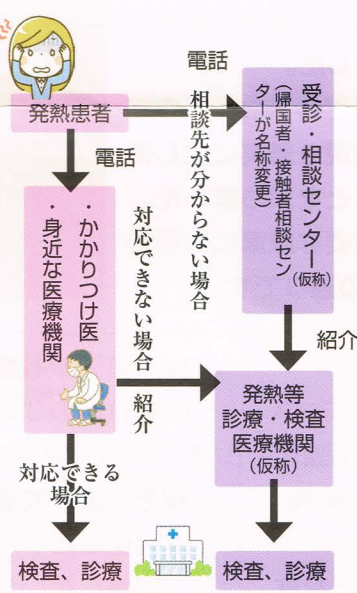 発熱患者
電話
相談先が分からない場合
受診・相談センター(仮称)
(帰国者・接触者相談セン
ターが名称変更)
電話
・かかりつけ医
・身近な医療機関
対応できない場合
紹介
紹介
発熱等
診療・検査
医療機関
(仮称)
対応できる
場合
検査、診療
検査、診療